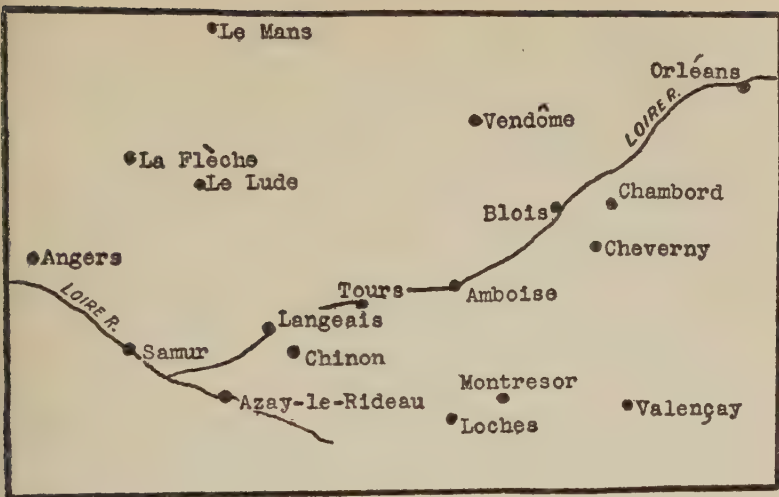 Le Mans
Orléans
LOIRE R.
Vendôme
La Flèche
Le Lude
Chambord
Blois
Cheverny
Angers
Tours
Amboise
LOIRE R.
Langeais
Samur
Chinon
Azay-le-Rideau
Montresor
Valençay
Loches